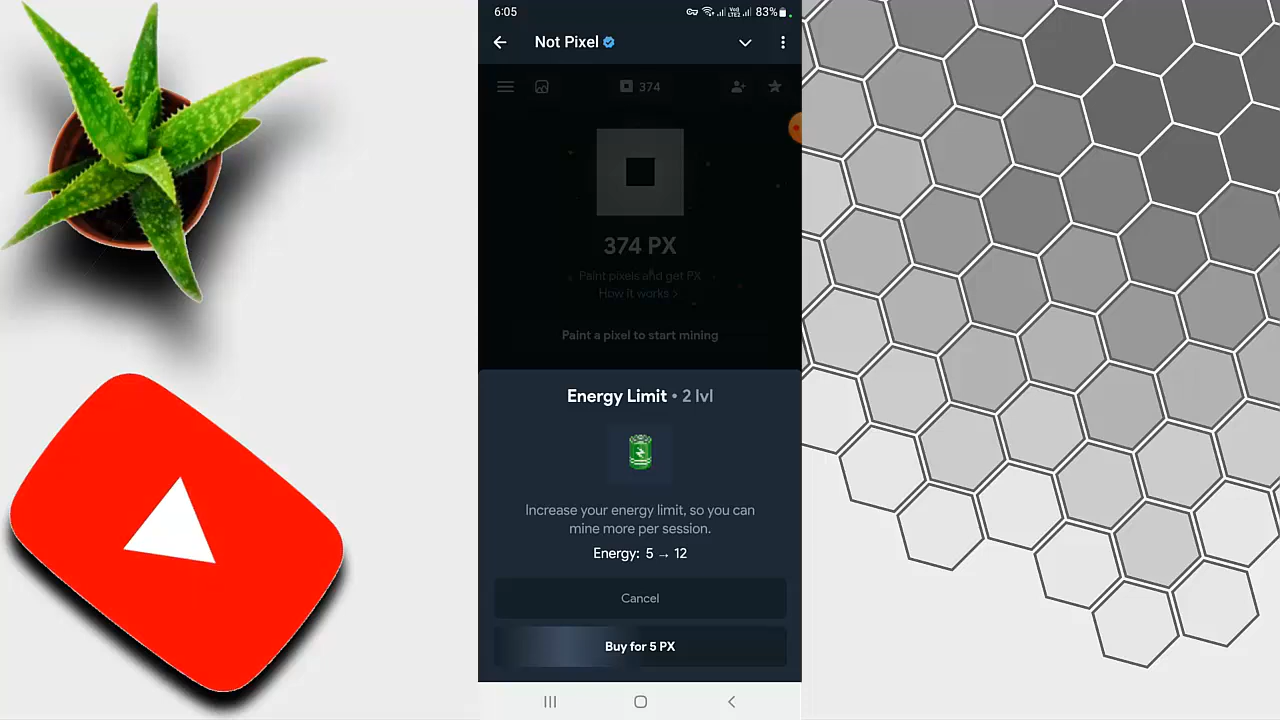 6:05
Vo)) LTE2
83%
Not Pixel
374
374 PX
Paint pixels and get PX
How it works >
Paint a pixel to start mining
Energy Limit • 2 lvl
Increase your energy limit, so you can
mine more per session.
Energy: 5 → 12
Cancel
Buy for 5 PX